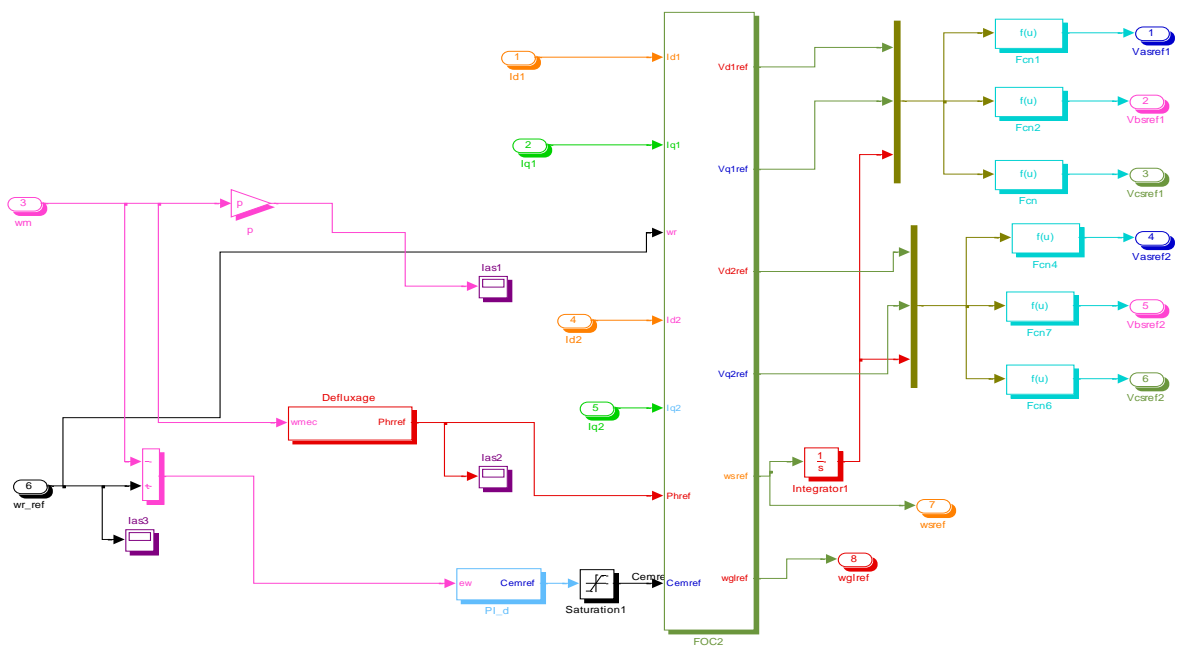 1
Id1
2
Iq1
3
wm
p
p
Ias1
4
Id2
5
Iq2
Defluxage
wmec
Phrref
Ias2
6
wr_ref
Ias3
ew
Cemref
PI_d
Saturation1
Cemre
Id1
Iq1
wr
Id2
Iq2
Phref
Cemref
Vd1ref
Vq1ref
Vd2ref
Vq2ref
wsref
wglref
FOC2
1
s
Integrator1
f(u)
Fcn1
f(u)
Fcn2
f(u)
Fcn
f(u)
Fcn4
f(u)
Fcn7
f(u)
Fcn6
1
Vasref1
2
Vbsref1
3
Vcsref1
4
Vasref2
5
Vbsref2
6
Vcsref2
7
wsref
8
wglref